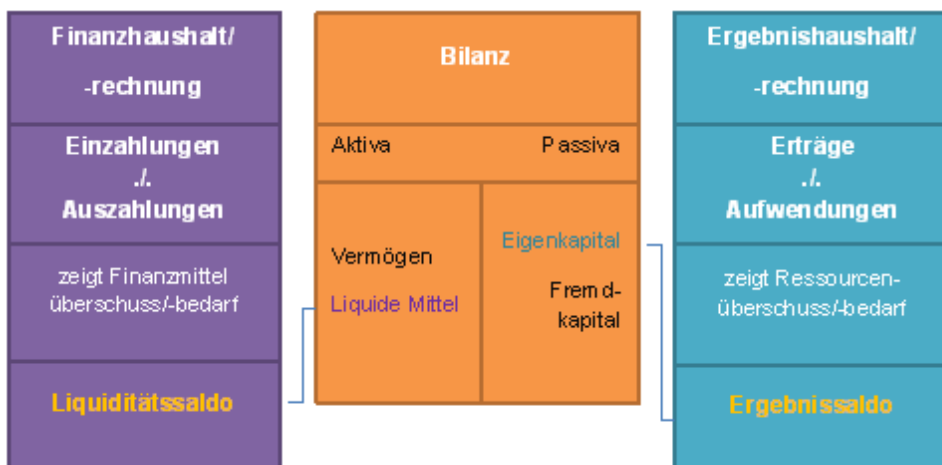 Finanzhaushalt/
-rechnung
Einzahlungen
./.
Auszahlungen
zeigt Finanzmittel
überschuss/-bedarf
Liquiditätssaldo
Bilanz
Aktiva Passiva
Vermögen
Liquide Mittel
Eigenkapital
Fremd-
kapital
Ergebnishaushalt/
-rechnung
Erträge
./.
Aufwendungen
zeigt Ressourcen-
überschuss/-bedarf
Ergebnissaldo